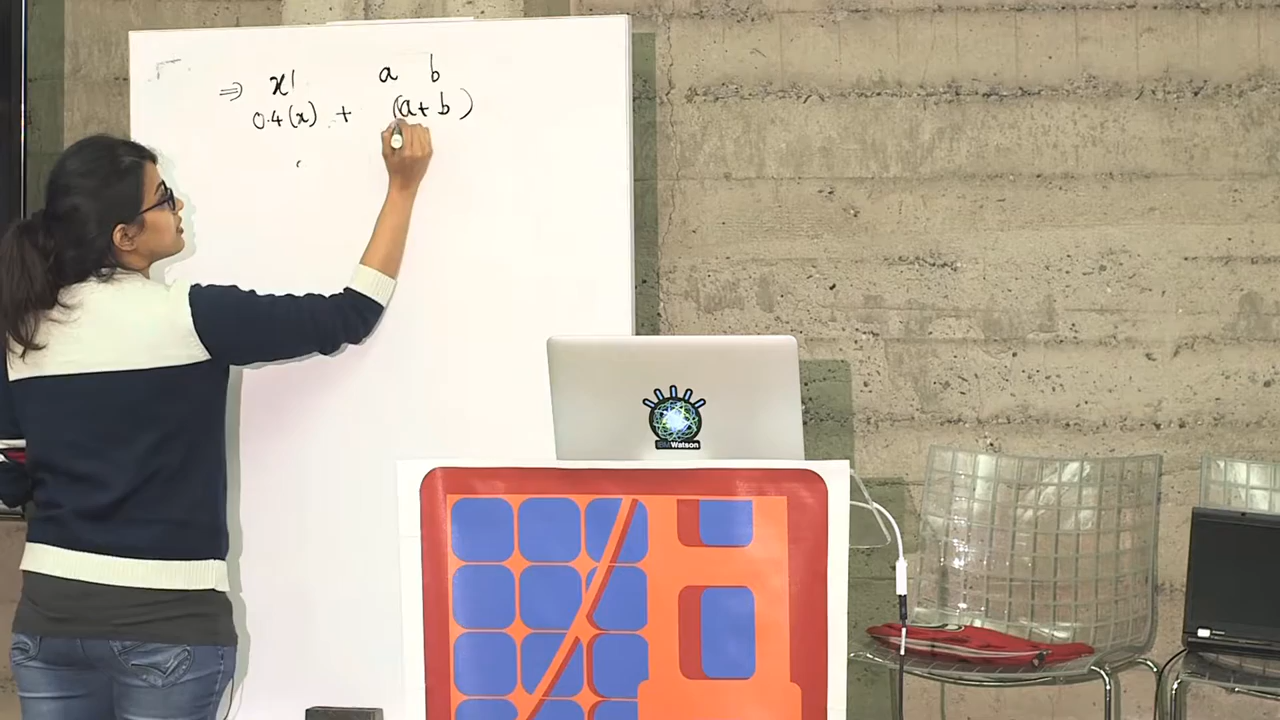 ⇒ x' a b
0.4(x) + (a+ b )
IBM Watson